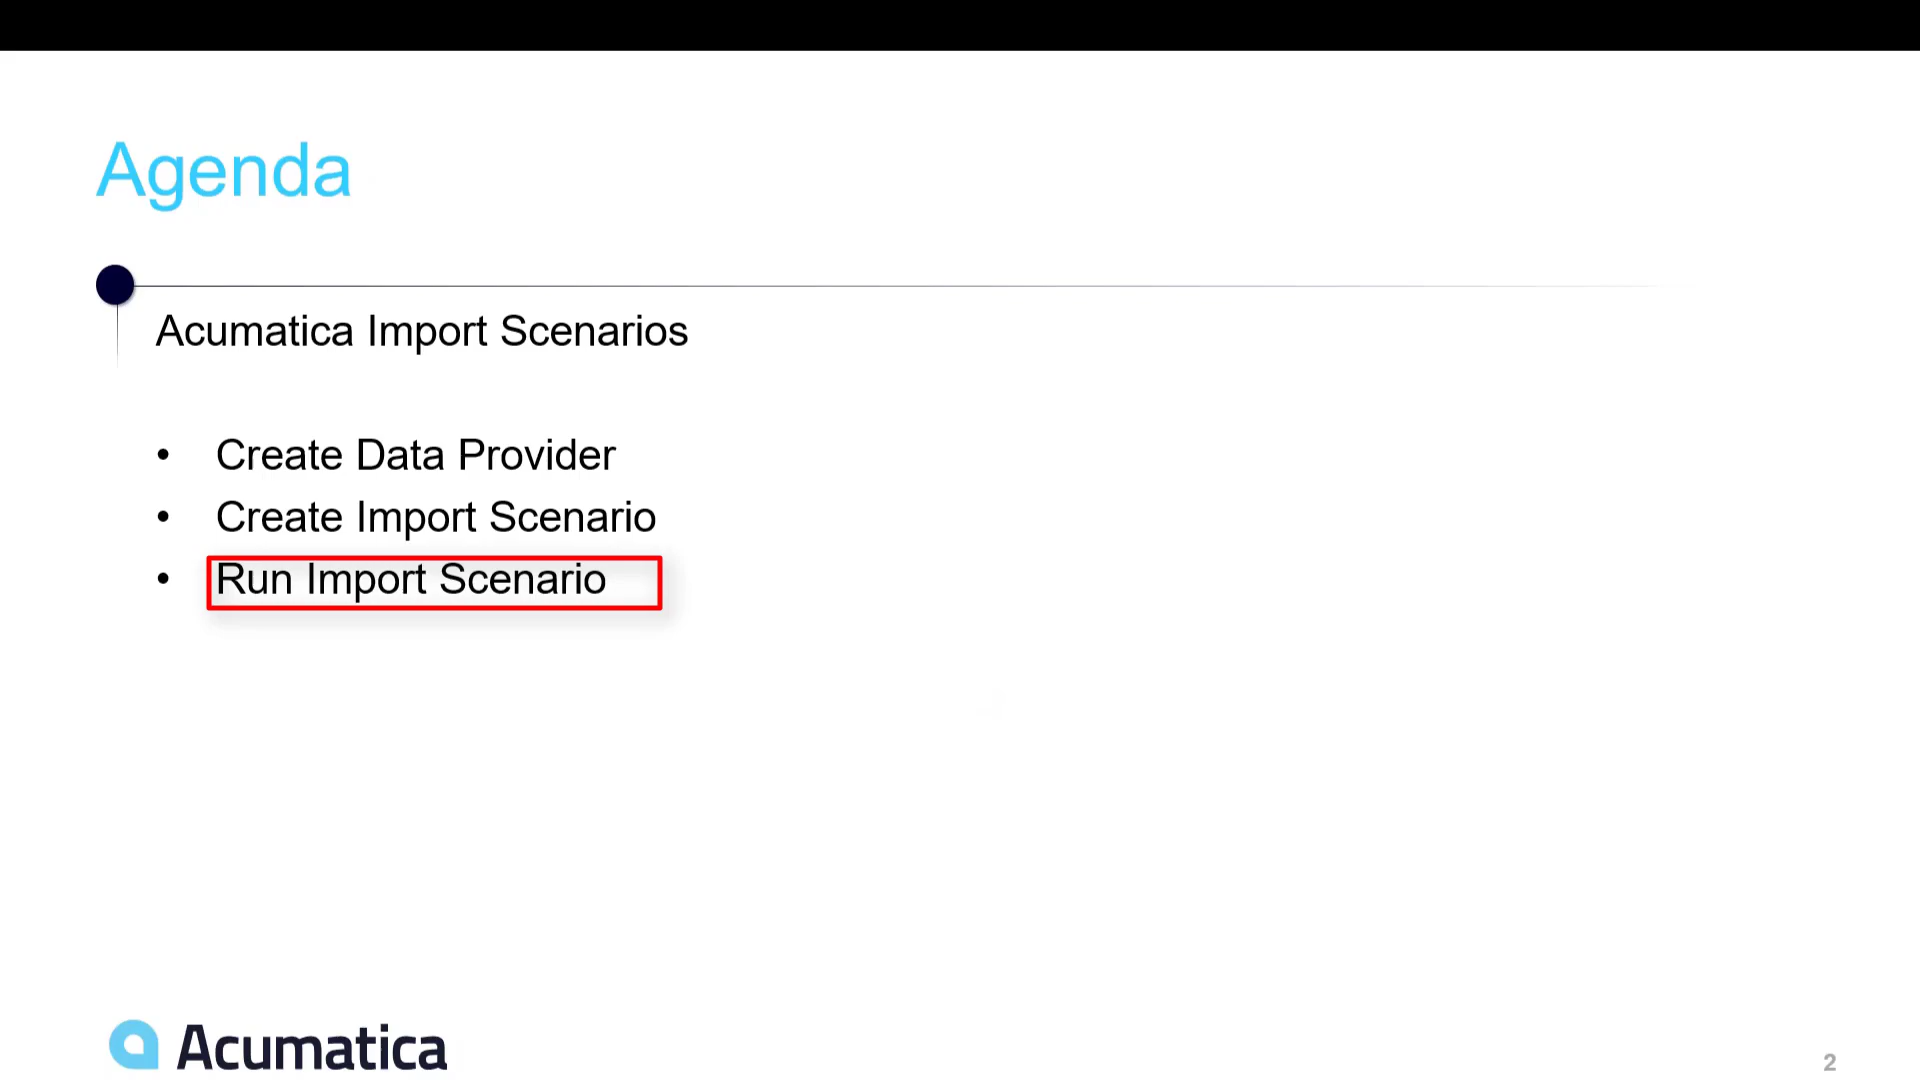 Agenda
Acumatica Import Scenarios
• Create Data Provider
• Create Import Scenario
• Run Import Scenario
Acumatica
2